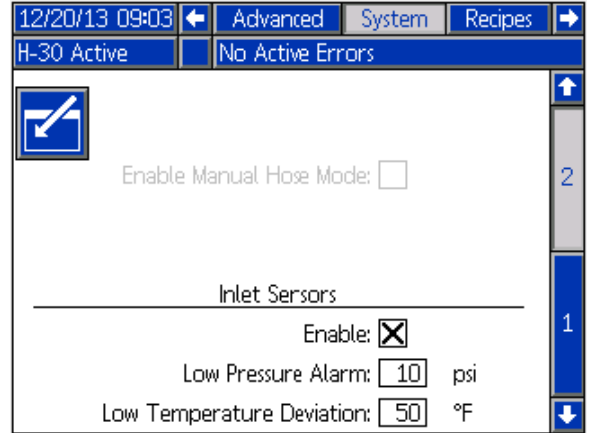 12/20/13 09:03 Advanced System Recipes
H-30 Active No Active Errors
Enable Manual Hose Mode:
2
Inlet Sersors
Enable:
1
Low Pressure Alarm: 10 psi
Low Temperature Deviation: 50 °F